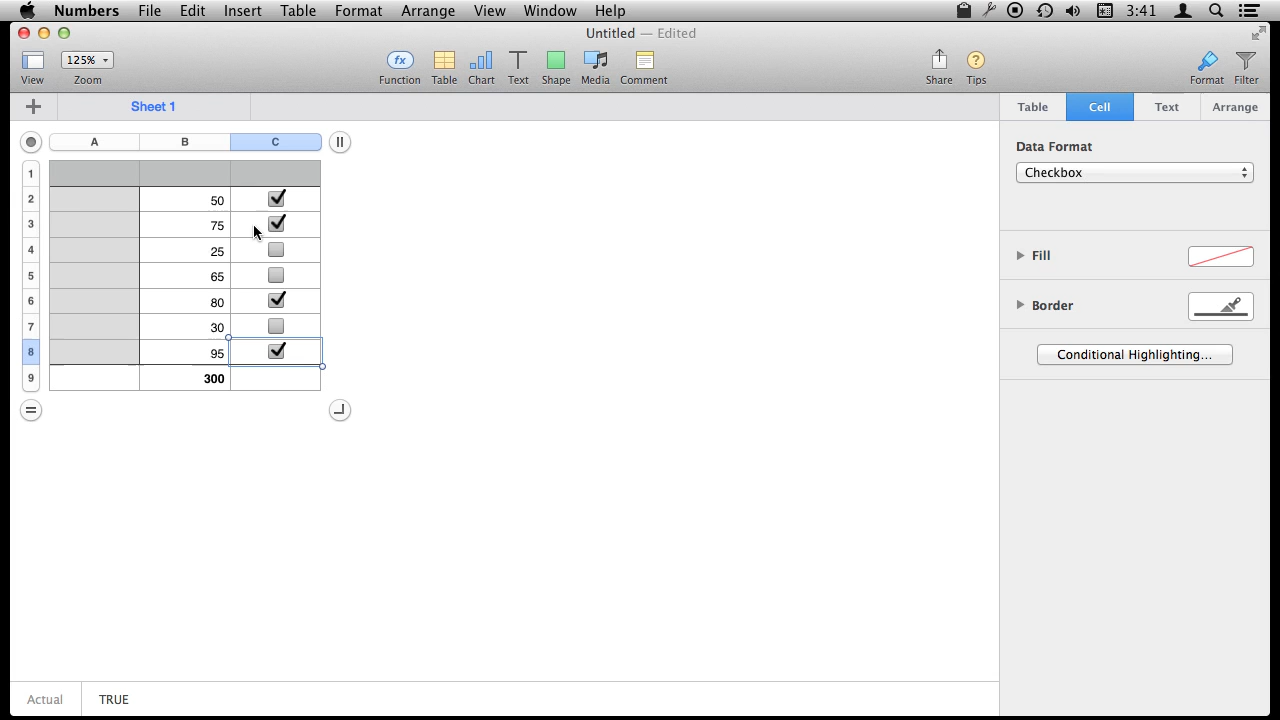 Numbers File Edit Insert Table Format Arrange View Window Help 3:41
Untitled — Edited
125%
View Zoom Function Table Chart Text Shape Media Comment Share Tips Format Filter
fx ?
Sheet 1
Table Cell Text Arrange
A B C
1
2 50
3 75
4 25
5 65
6 80
7 30
8 95
9 300
Data Format
Checkbox
Fill
Border
Conditional Highlighting...
Actual TRUE